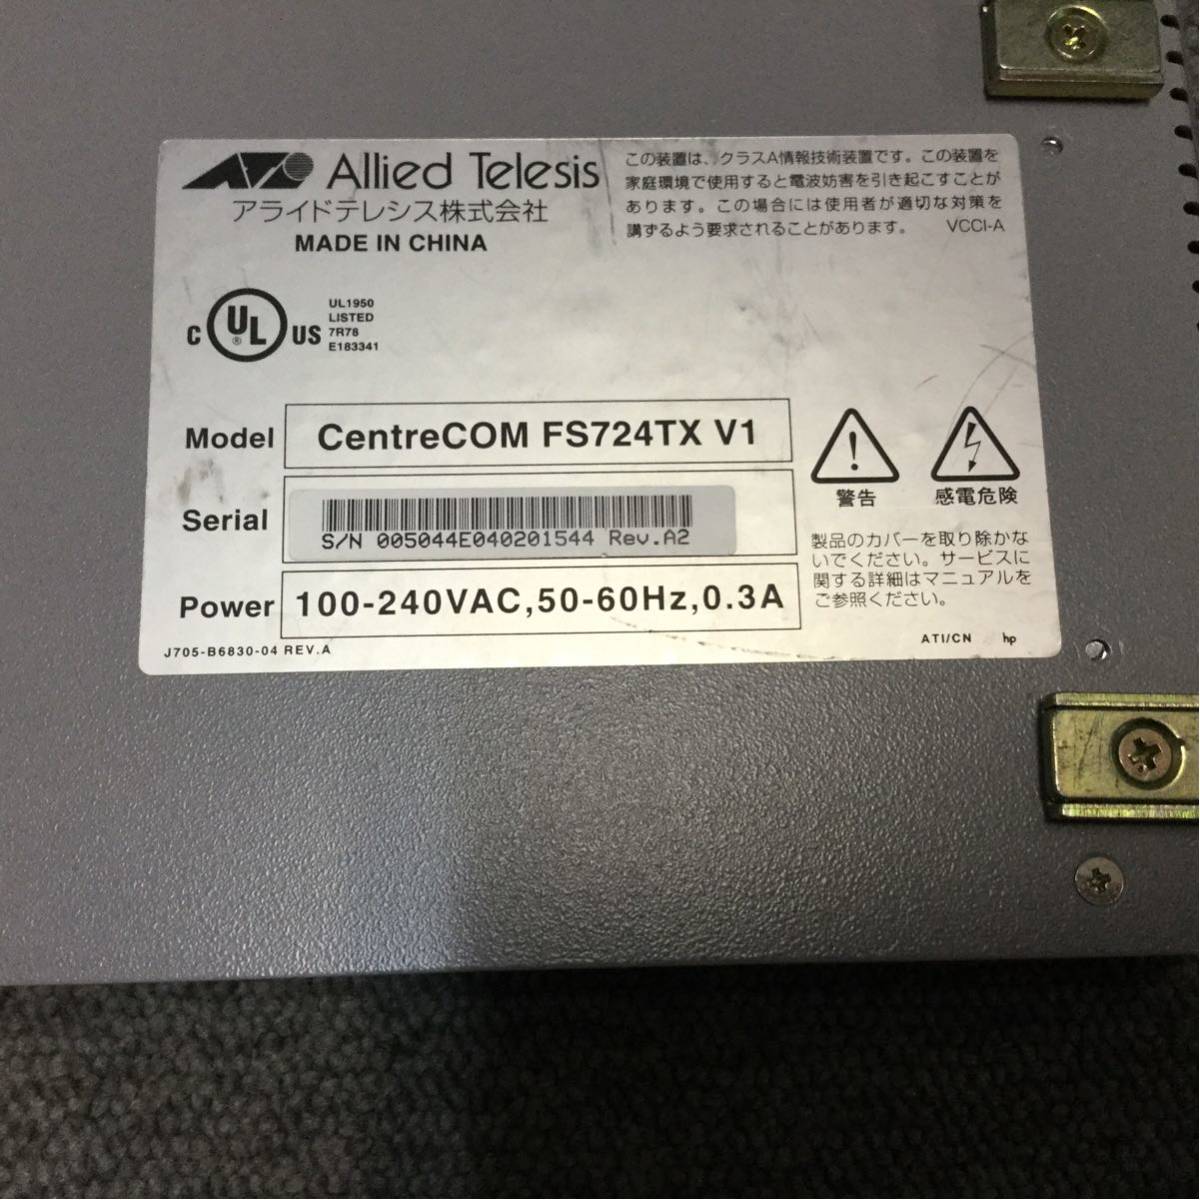 Allied Telesis
アライドテレシス株式会社
MADE IN CHINA
この装置は、クラスA情報技術装置です。この装置を
家庭環境で使用すると電波妨害を引き起こすことが
あります。この場合には使用者が適切な対策を
講ずるよう要求されることがあります。 VCCI-A
C UL ® US
UL1950
LISTED
7R78
E183341
Model CentreCOM FS724TX V1
Serial S/N 005044E040201544 Rev.A2
Power 100-240VAC,50-60Hz,0.3A
J705-B6830-04 REV.A
警告
感電危険
製品のカバーを取り除かな
いでください。サービスに
関する詳細はマニュアルを
ご参照ください。
ATI/CN hp